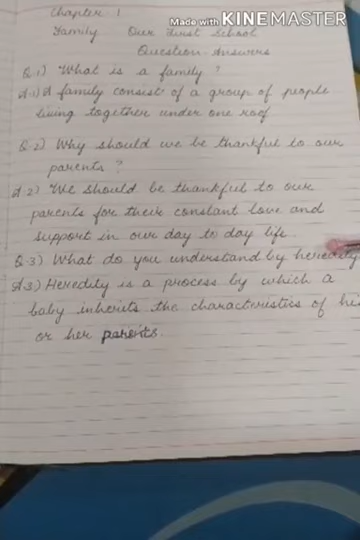 Chapter-1
Made with KINEMASTER
Family Our First School
Question-Answers
Q.1) What is a family?
A.1) A family consist of a group of people
living together under one roof
Q.2) Why should we be thankful to our
parents?
A.2) We should be thankful to our
parents for their constant love and
support in our day to day life.
Q.3) What do you understand by heredity
A3) Heredity is a process by which a
baby inherits the characteristics of his
or her parents.